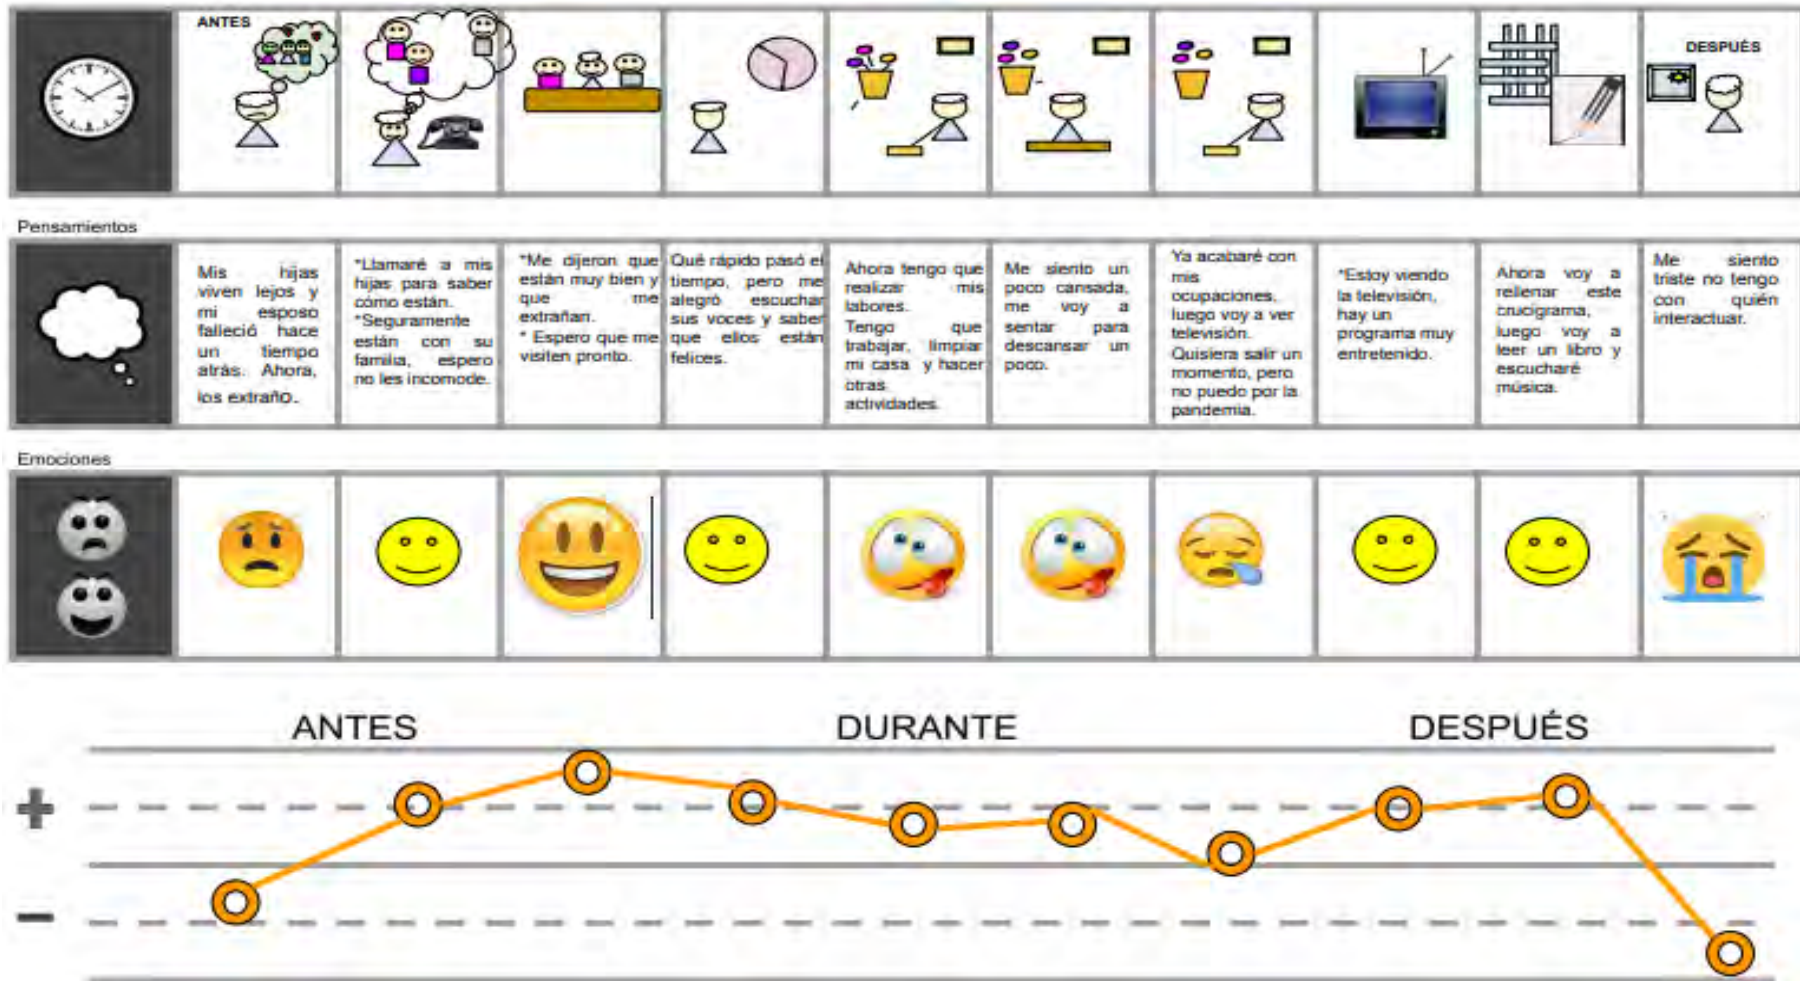 ANTES
DESPUÉS
Pensamientos
Mis hijas
viven lejos y
mi esposo
falleció hace
un tiempo
atrás. Ahora,
los extraño.
*Llamaré a mis
hijas para saber
cómo están.
*Seguramente
están con su
familia, espero
no les incomode.
*Me dijeron que
están muy bien y
que me
extrañan.
* Espero que me
visiten pronto.
Qué rápido pasó el
tiempo, pero me
alegró escuchar
sus voces y saber
que ellos están
felices.
Ahora tengo que
realizar mis
labores.
Tengo que
trabajar, limpiar
mi casa y hacer
otras
actividades.
Me siento un
poco cansada,
me voy a
sentar para
descansar un
poco.
Ya acabaré con
mis
ocupaciones,
luego voy a ver
televisión.
Quisiera salir un
momento, pero
no puedo por la
pandemia.
*Estoy viendo
la televisión,
hay un
programa muy
entretenido.
Ahora voy a
rellenar este
crucigrama,
luego voy a
leer un libro y
escucharé
música.
Me siento
triste no tengo
con quién
interactuar.
Emociones
ANTES
DURANTE
DESPUÉS
+
−